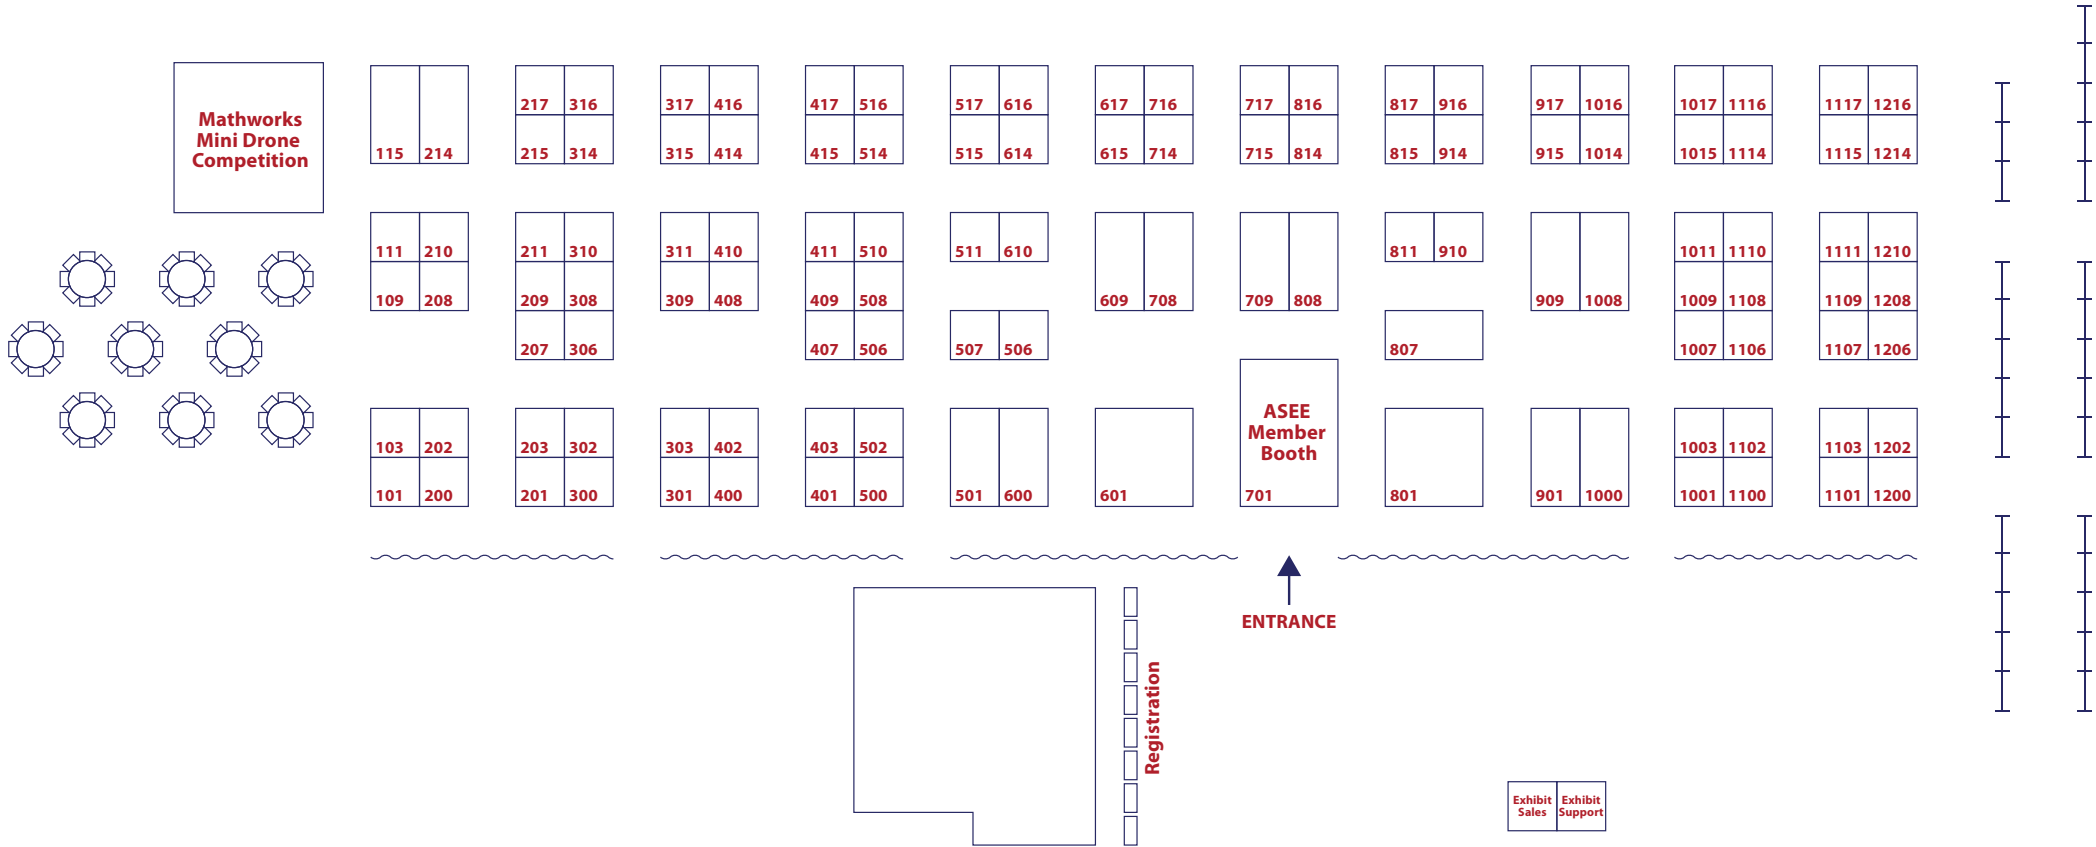 Mathworks
Mini Drone
Competition
217 316 317 416 417 516 517 616 617 716 717 816 817 916 917 1016 1017 1116 1117 1216
115 214 215 314 315 414 415 514 515 614 615 714 715 814 815 914 915 1014 1015 1114 1115 1214
111 210 211 310 311 410 411 510 511 610 811 910 1011 1110 1111 1210
109 208 209 308 309 408 409 508 609 708 709 808 909 1008 1009 1108 1109 1208
207 306 407 506 507 506 807 1007 1106 1107 1206
ASEE
Member
Booth
103 202 203 302 303 402 403 502 1003 1102 1103 1202
101 200 201 300 301 400 401 500 501 600 601 701 801 901 1000 1001 1100 1101 1200
ENTRANCE
Registration
Exhibit
Sales
Exhibit
Support